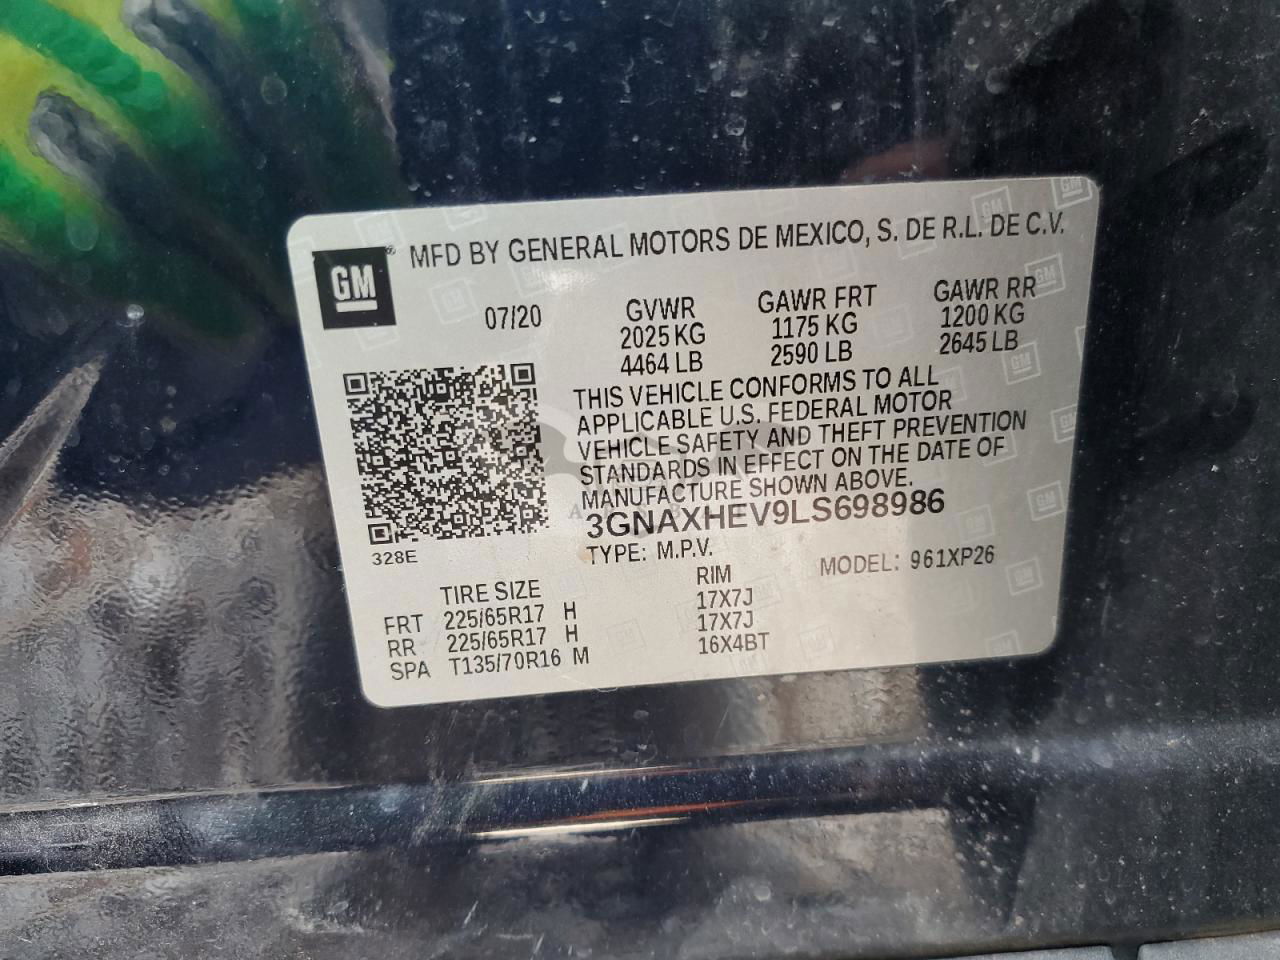 GM ® MFD BY GENERAL MOTORS DE MEXICO, S. DE R.L. DE C.V.
07/20 GVWR GAWR FRT GAWR RR
2025 KG 1175 KG 1200 KG
4464 LB 2590 LB 2645 LB
THIS VEHICLE CONFORMS TO ALL
APPLICABLE U.S. FEDERAL MOTOR
VEHICLE SAFETY AND THEFT PREVENTION
STANDARDS IN EFFECT ON THE DATE OF
MANUFACTURE SHOWN ABOVE.
3GNAXHEV9LS698986
328E TYPE: M.P.V. MODEL: 961XP26
TIRE SIZE RIM
FRT 225/65R17 H 17X7J
RR 225/65R17 H 17X7J
SPA T135/70R16 M 16X4BT